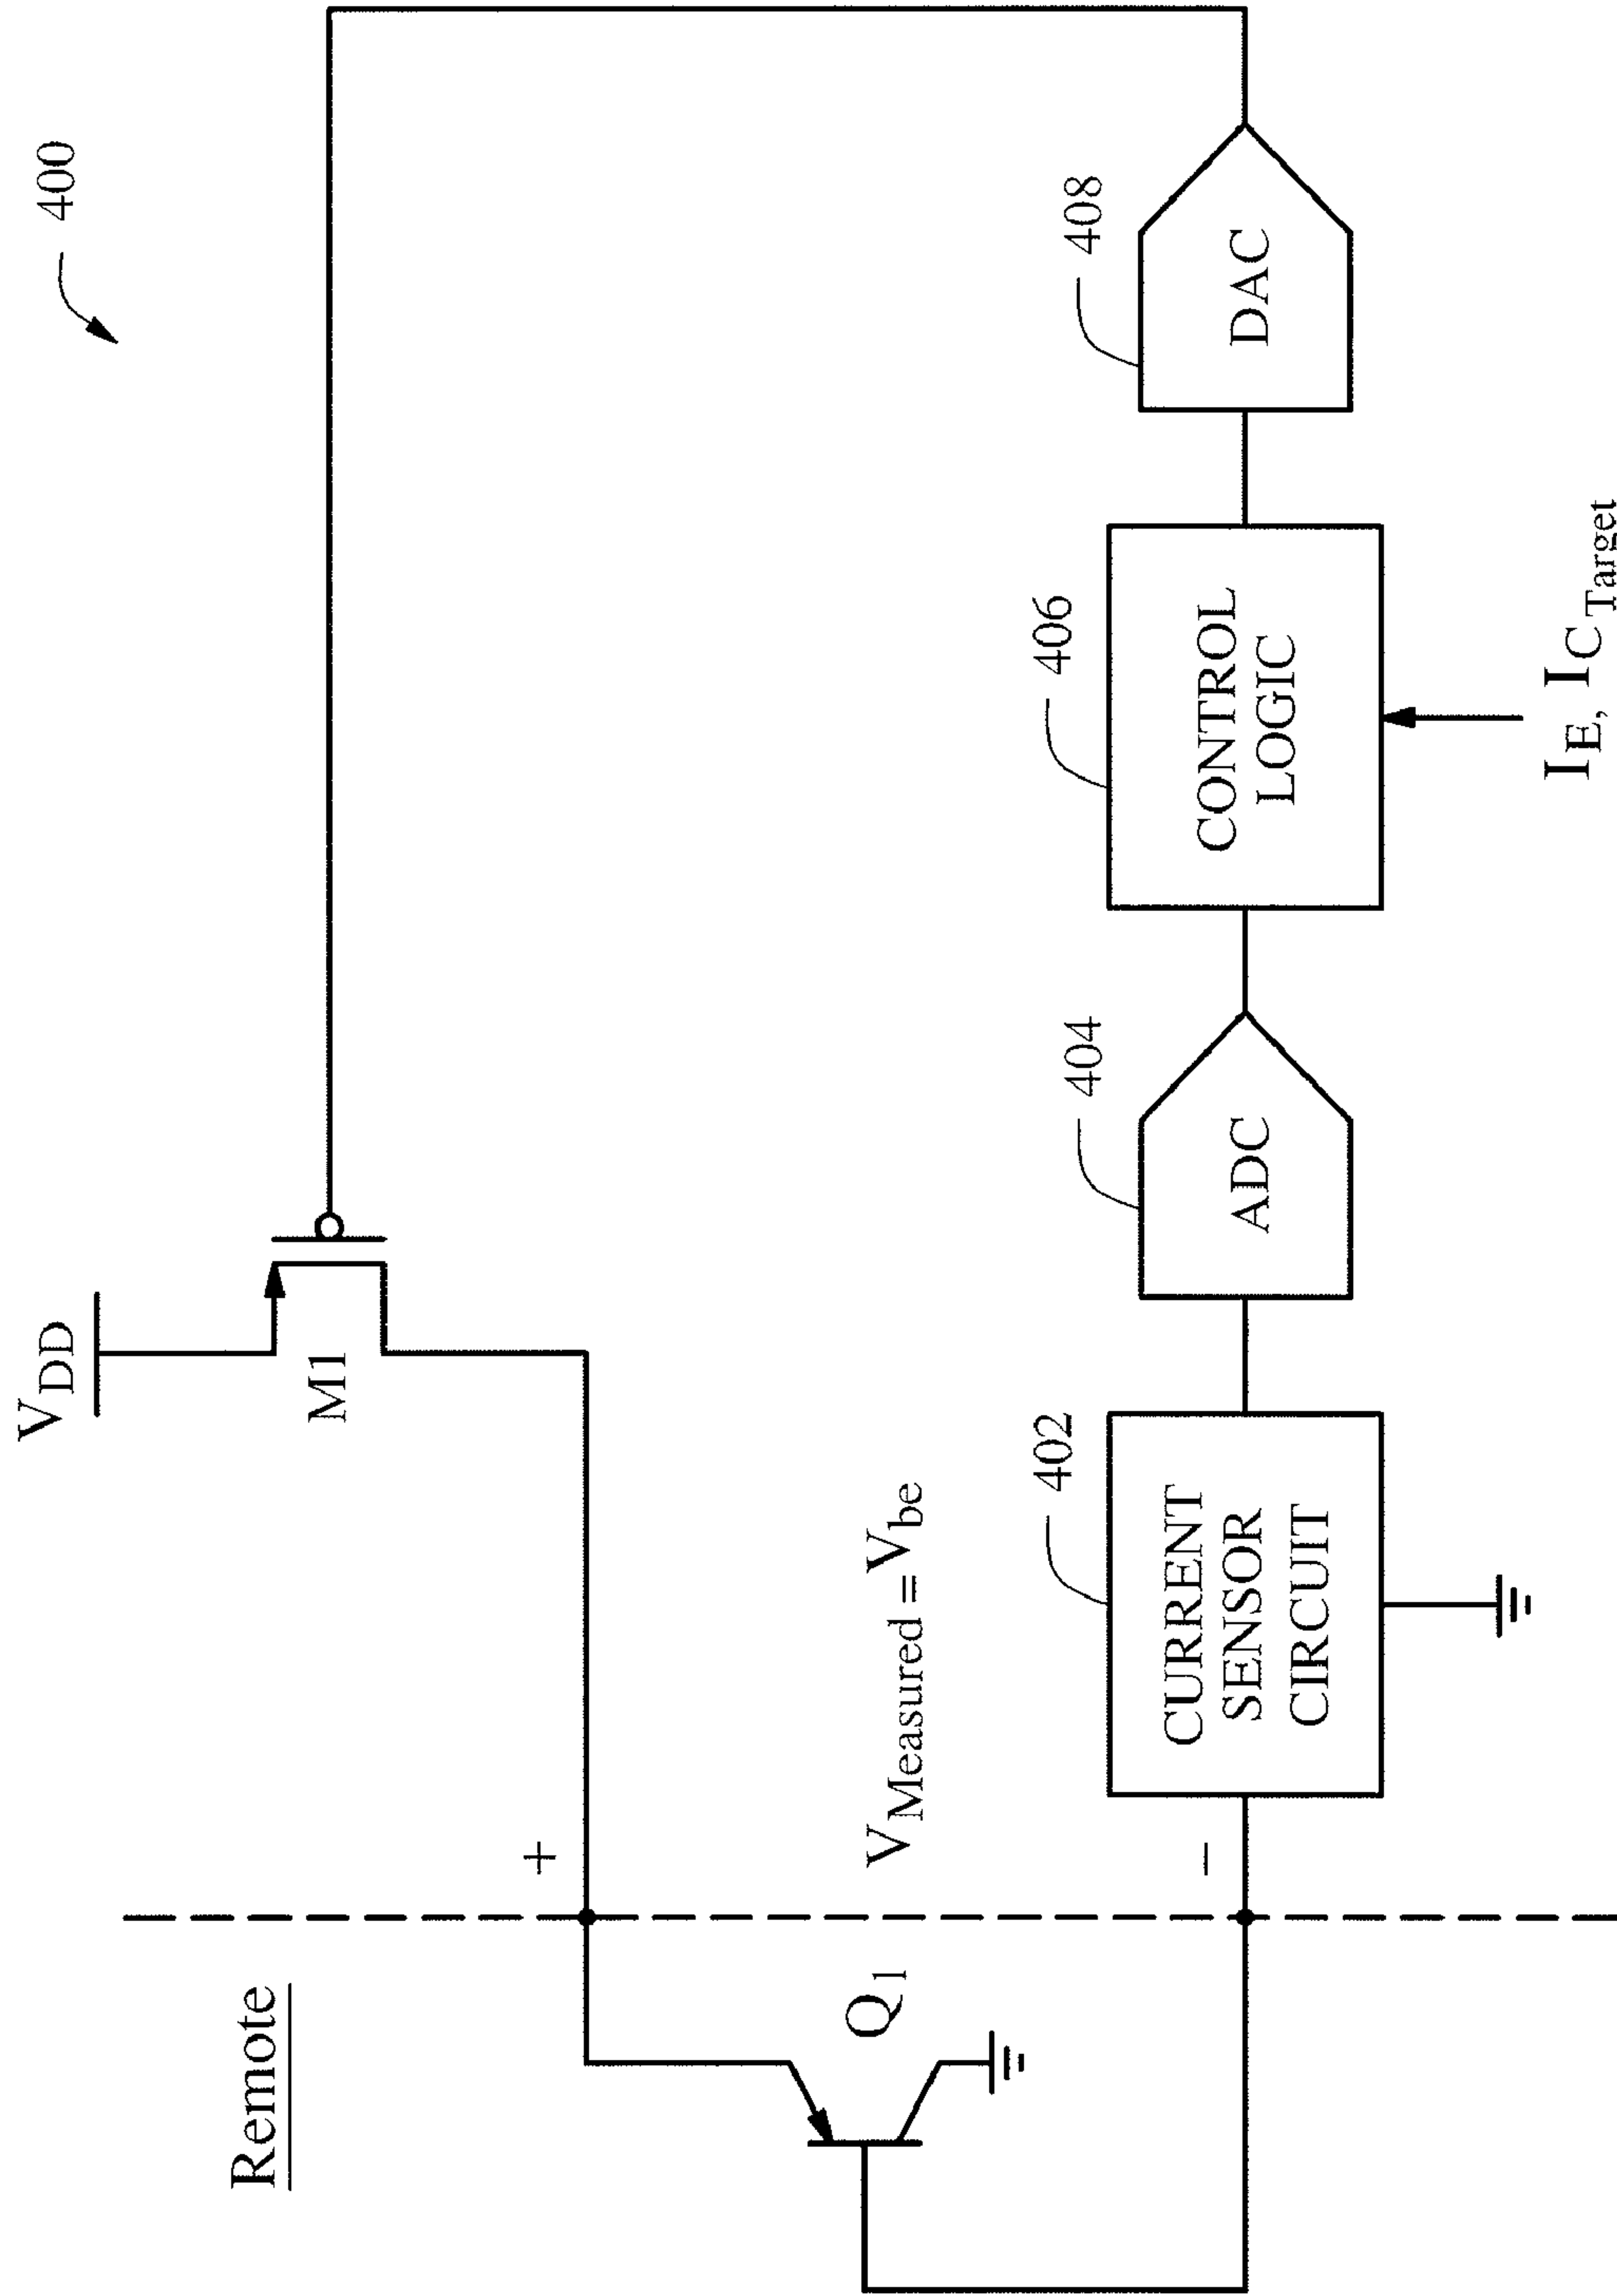 400
Remote
V_DD
M1
+
Q_1
V_Measured = V_be
−
402
CURRENT
SENSOR
CIRCUIT
404
ADC
406
CONTROL
LOGIC
408
DAC
I_E, I_C_Target